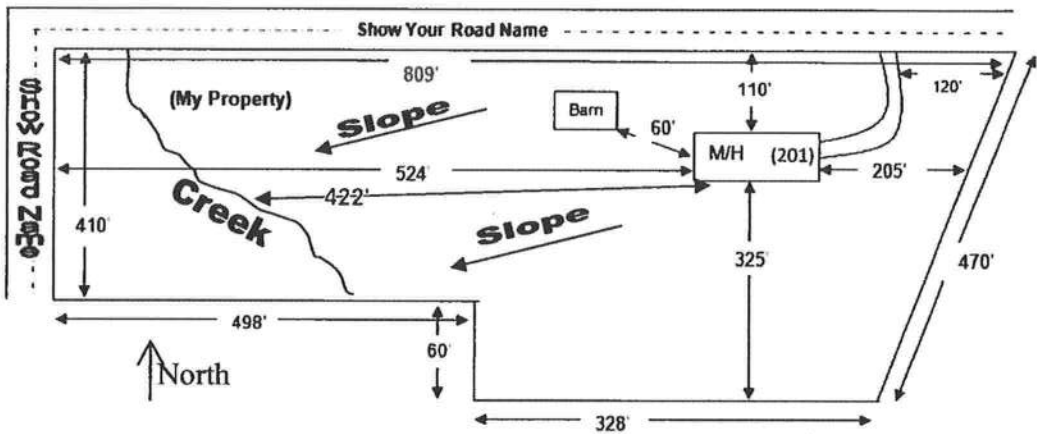 Show Your Road Name
Show Road Name
809'
(My Property)
Slope
Barn
110'
120'
60'
M/H (201)
524'
205'
422'
Creek
410'
Slope
325'
470'
498'
60'
North
328'